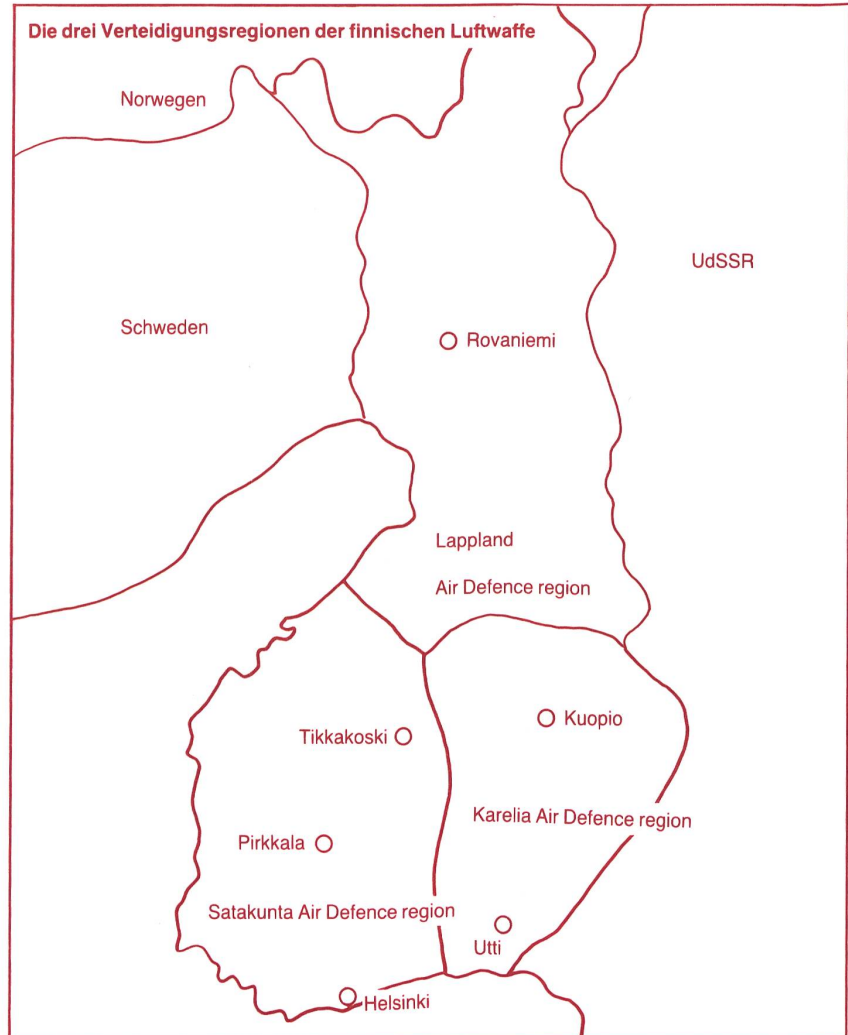 Die drei Verteidigungsregionen der finnischen Luftwaffe
Norwegen
UdSSR
Schweden
Rovaniemi
Lappland
Air Defence region
Kuopio
Tikkakoski
Karelia Air Defence region
Pirkkala
Satakunta Air Defence region
Utti
Helsinki